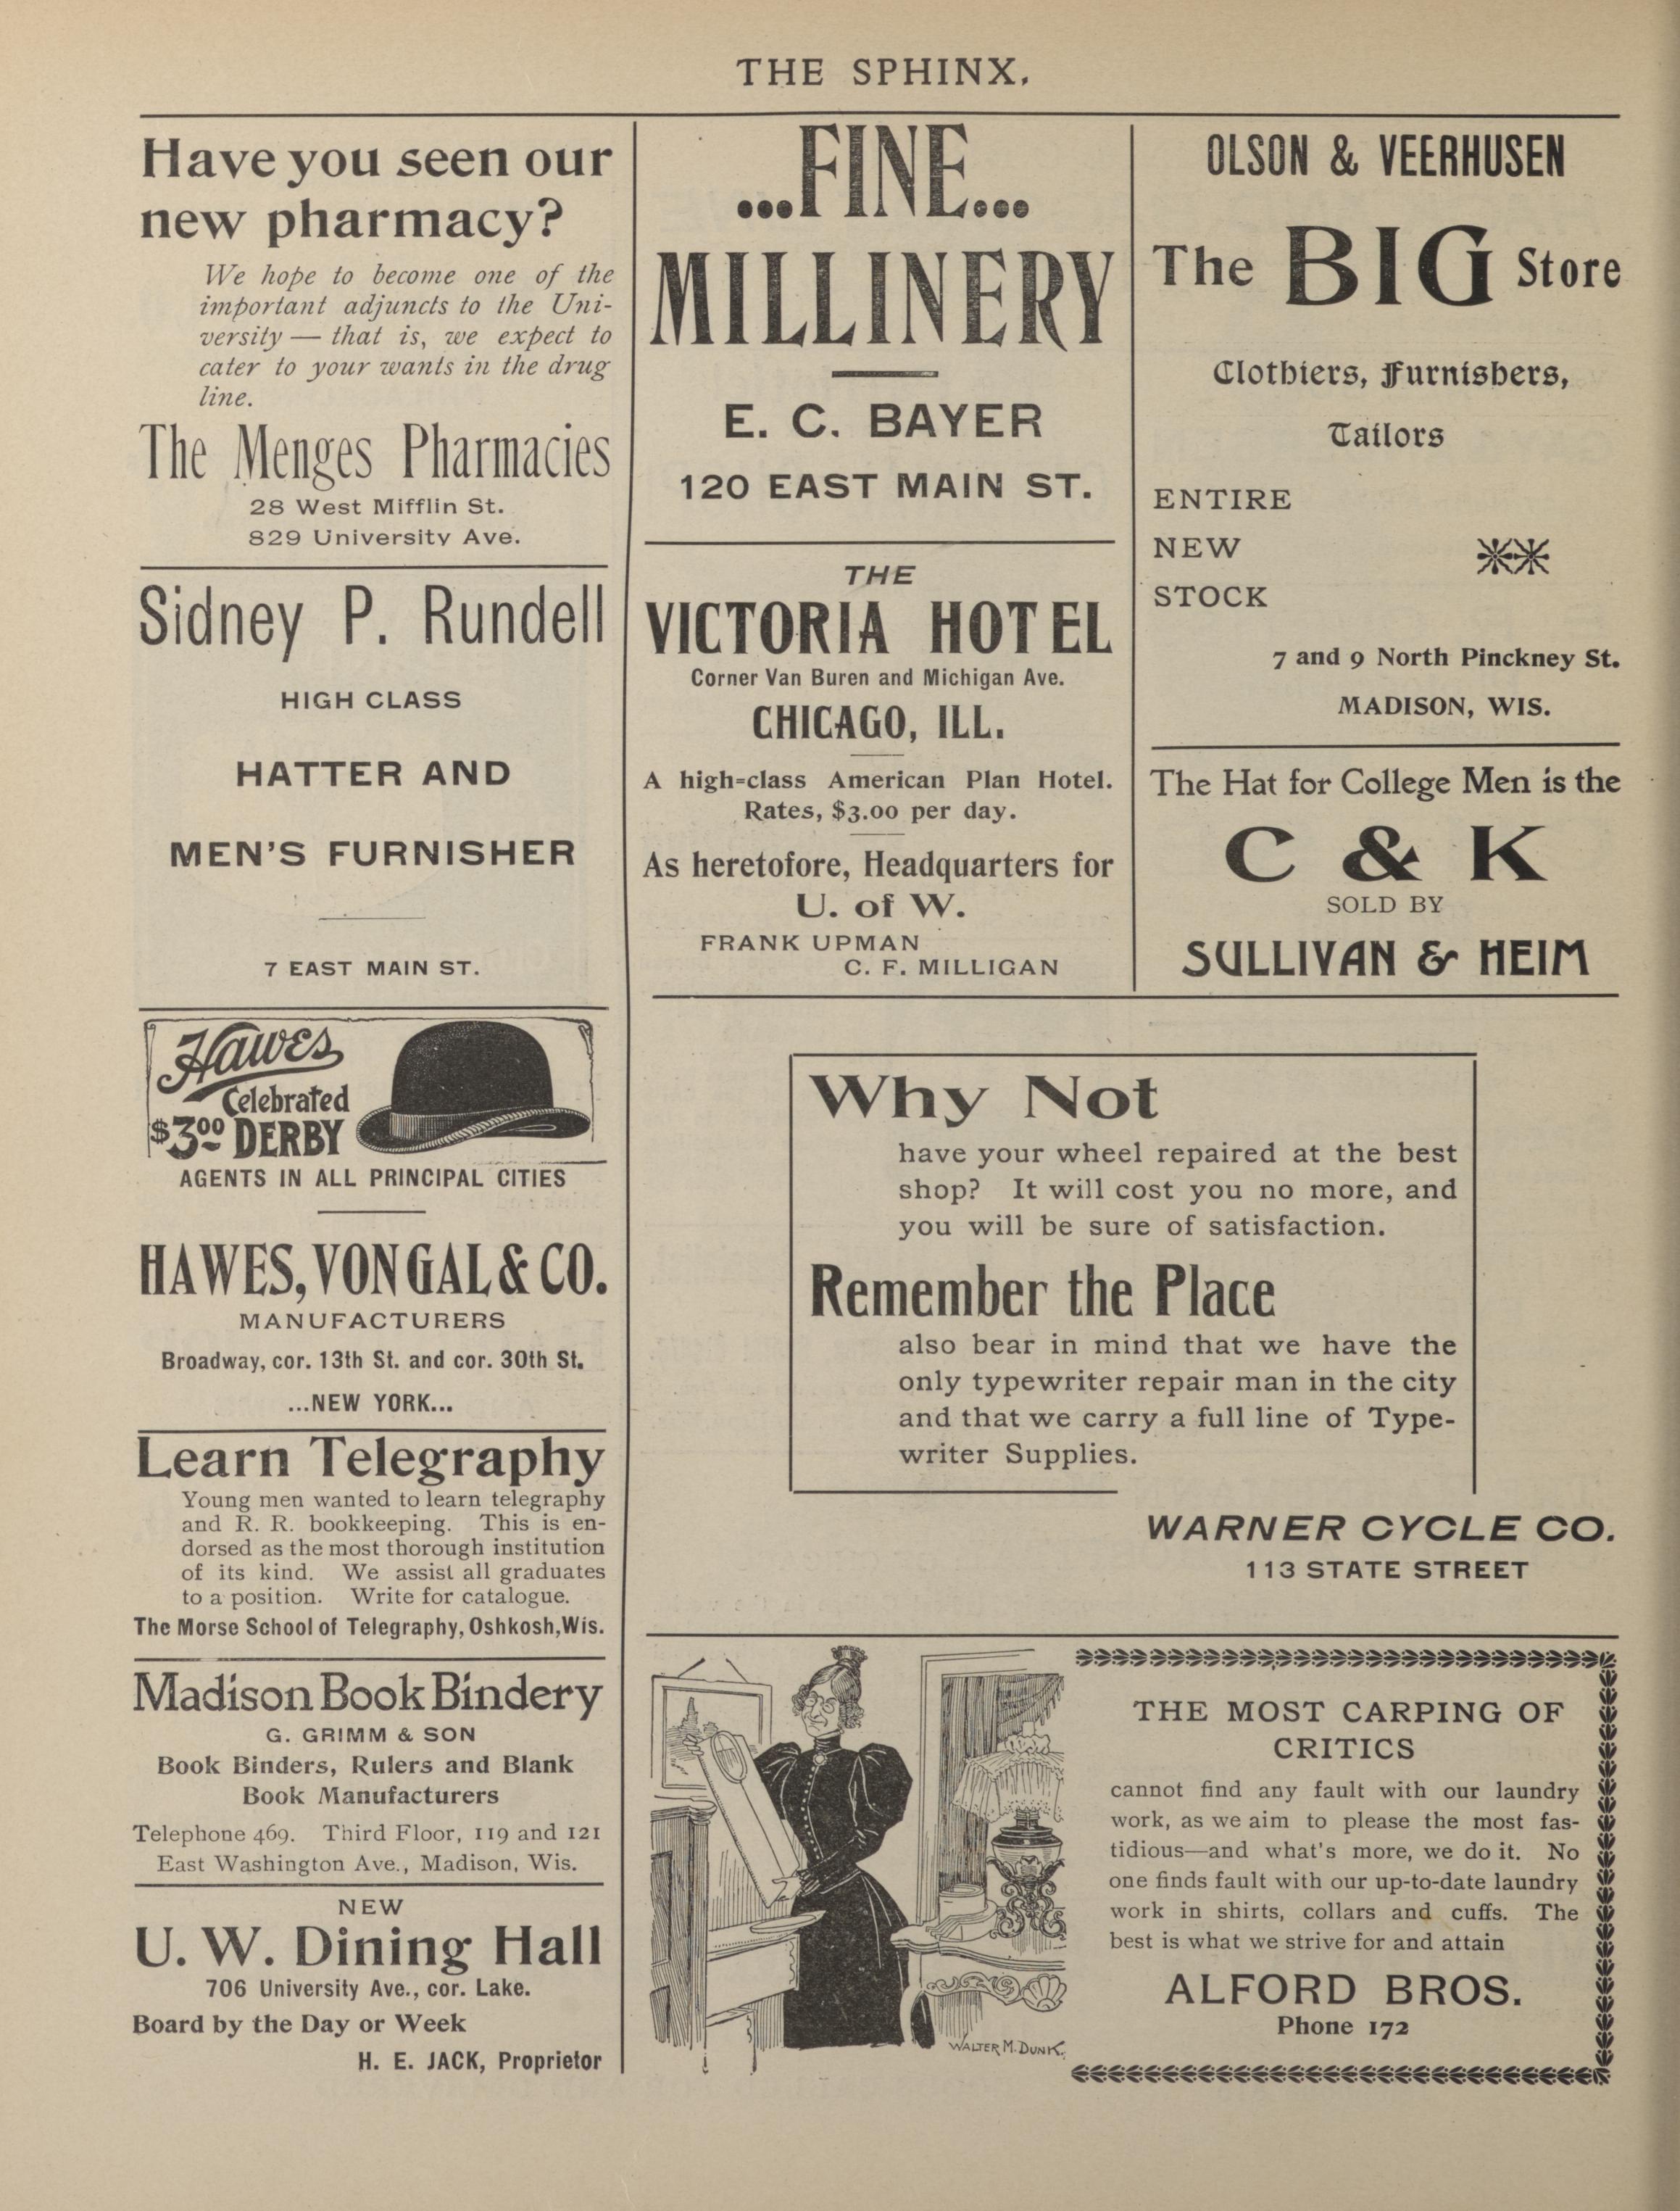 THE SPHINX.
Have you seen our
new pharmacy?
We hope to become one of the
important adjuncts to the Uni-
versity — that is, we expect to
cater to your wants in the drug
line.
The Menges Pharmacies
28 West Mifflin St.
829 University Ave.
Sidney P. Rundell
HIGH CLASS
HATTER AND
MEN'S FURNISHER
7 EAST MAIN ST.
Hawes
Celebrated
$3.00 DERBY
AGENTS IN ALL PRINCIPAL CITIES
HAWES, VON GAL & CO.
MANUFACTURERS
Broadway, cor. 13th St. and cor. 30th St.
...NEW YORK...
Learn Telegraphy
Young men wanted to learn telegraphy
and R. R. bookkeeping. This is en-
dorsed as the most thorough institution
of its kind. We assist all graduates
to a position. Write for catalogue.
The Morse School of Telegraphy, Oshkosh, Wis.
Madison Book Bindery
G. GRIMM & SON
Book Binders, Rulers and Blank
Book Manufacturers
Telephone 469. Third Floor, 119 and 121
East Washington Ave., Madison, Wis.
NEW
U. W. Dining Hall
706 University Ave., cor. Lake.
Board by the Day or Week
H. E. JACK, Proprietor
...FINE...
MILLINERY
E. C. BAYER
120 EAST MAIN ST.
THE
VICTORIA HOTEL
Corner Van Buren and Michigan Ave.
CHICAGO, ILL.
A high-class American Plan Hotel.
Rates, $3.00 per day.
As heretofore, Headquarters for
U. of W.
FRANK UPMAN
C. F. MILLIGAN
OLSON & VEERHUSEN
The BIG Store
Clothiers, Furnishers,
Tailors
ENTIRE
NEW
STOCK
7 and 9 North Pinckney St.
MADISON, WIS.
The Hat for College Men is the
C & K
SOLD BY
SULLIVAN & HEIM
Why Not
have your wheel repaired at the best
shop? It will cost you no more, and
you will be sure of satisfaction.
Remember the Place
also bear in mind that we have the
only typewriter repair man in the city
and that we carry a full line of Type-
writer Supplies.
WARNER CYCLE CO.
113 STATE STREET
WALTER M. DUNK.
THE MOST CARPING OF
CRITICS
cannot find any fault with our laundry
work, as we aim to please the most fas-
tidious—and what's more, we do it. No
one finds fault with our up-to-date laundry
work in shirts, collars and cuffs. The
best is what we strive for and attain
ALFORD BROS.
Phone 172